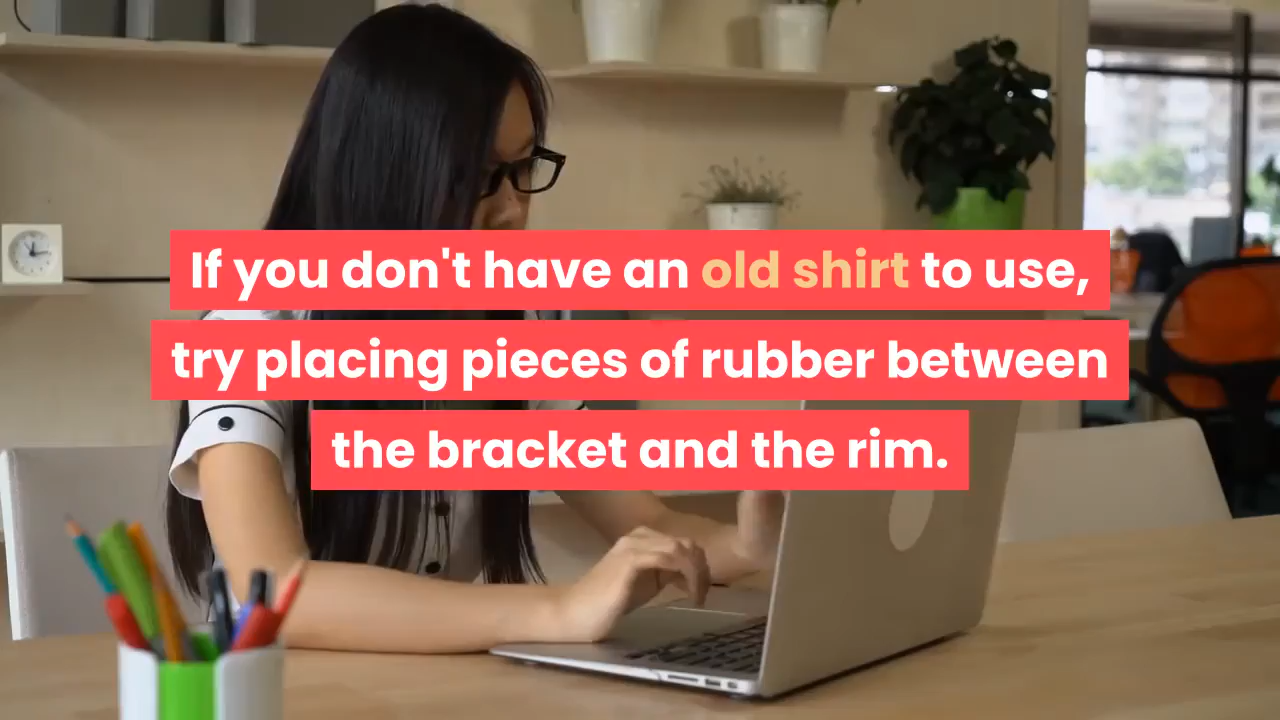 If you don't have an old shirt to use,
try placing pieces of rubber between
the bracket and the rim.